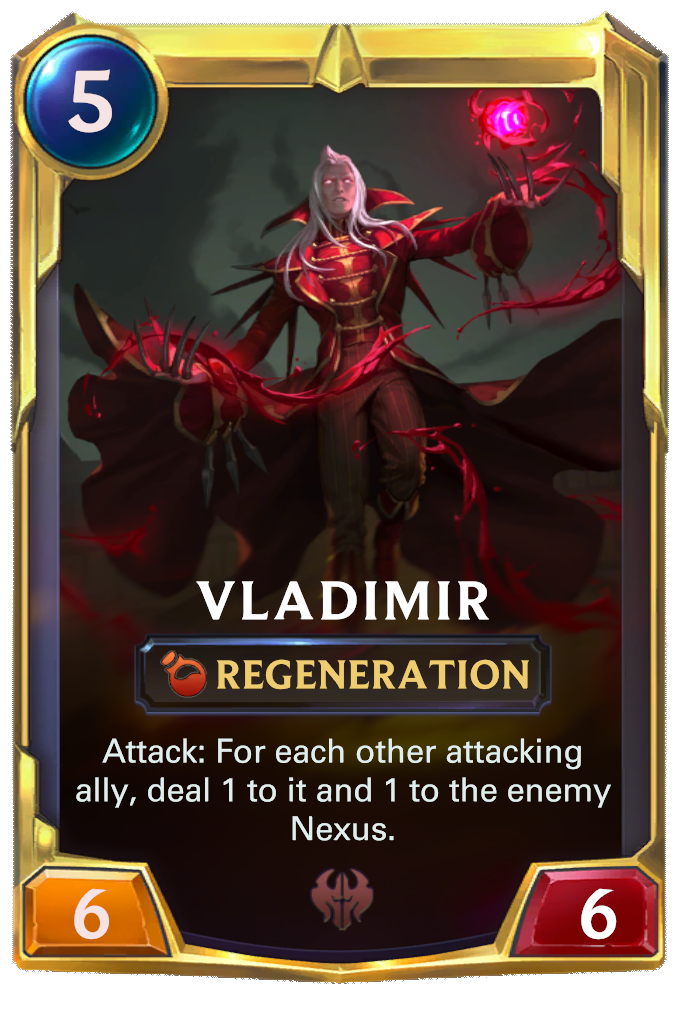 5
VLADIMIR
REGENERATION
Attack: For each other attacking
ally, deal 1 to it and 1 to the enemy
Nexus.
6
6